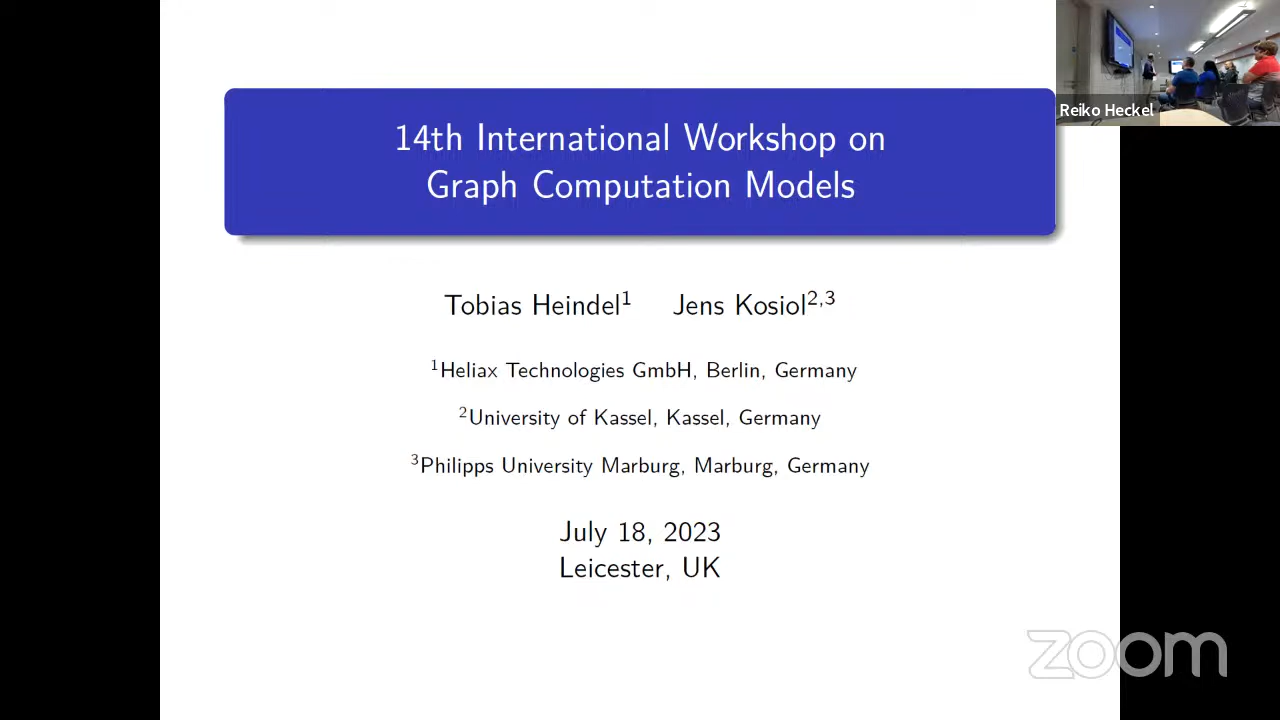 Reiko Heckel
14th International Workshop on
Graph Computation Models
Tobias Heindel1 Jens Kosiol2,3
1Heliax Technologies GmbH, Berlin, Germany
2University of Kassel, Kassel, Germany
3Philipps University Marburg, Marburg, Germany
July 18, 2023
Leicester, UK
zoom